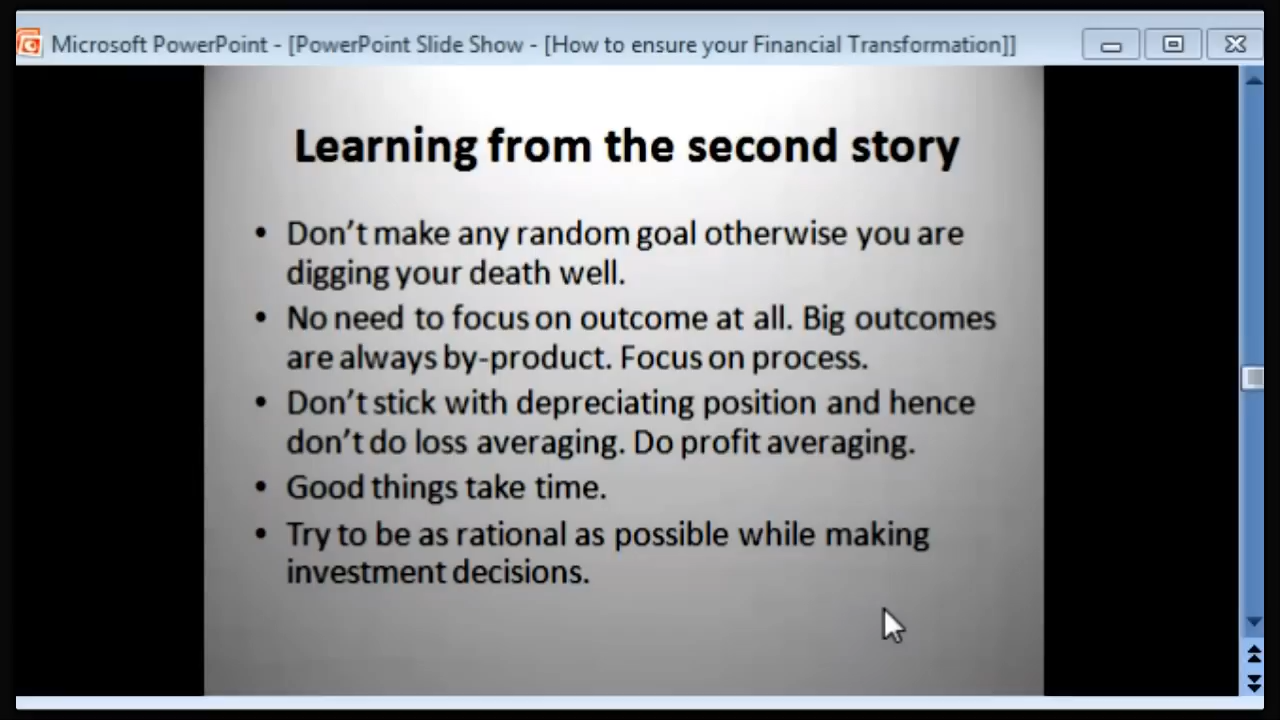 Microsoft PowerPoint - [PowerPoint Slide Show - [How to ensure your Financial Transformation]]
Learning from the second story
• Don't make any random goal otherwise you are
digging your death well.
• No need to focus on outcome at all. Big outcomes
are always by-product. Focus on process.
• Don't stick with depreciating position and hence
don't do loss averaging. Do profit averaging.
• Good things take time.
• Try to be as rational as possible while making
investment decisions.